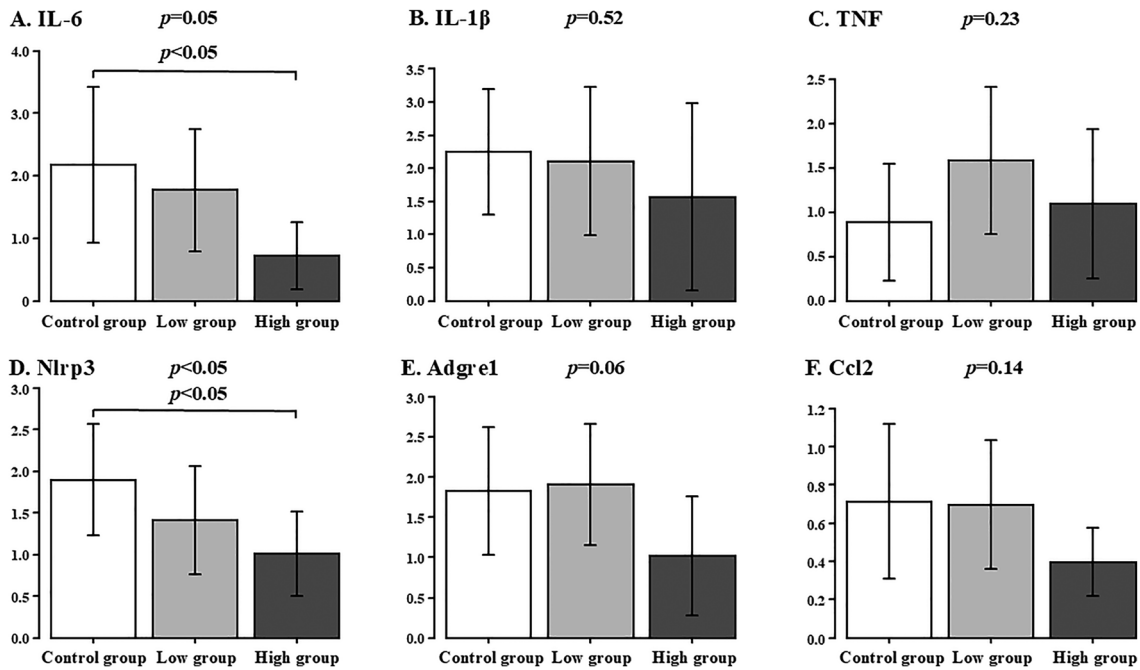 A. IL-6
p=0.05
p<0.05
4.0
3.0
2.0
1.0
0
Control group Low group High group
B. IL-1β
p=0.52
3.5
3.0
2.5
2.0
1.5
1.0
0.5
0.0
Control group Low group High group
C. TNF
p=0.23
2.5
2.0
1.5
1.0
0.5
0.0
Control group Low group High group
D. Nlrp3
p<0.05
p<0.05
3.0
2.5
2.0
1.5
1.0
0.5
0.0
Control group Low group High group
E. Adgre1
p=0.06
3.0
2.5
2.0
1.5
1.0
0.5
0.0
Control group Low group High group
F. Ccl2
p=0.14
1.2
1.0
0.8
0.6
0.4
0.2
0.0
Control group Low group High group